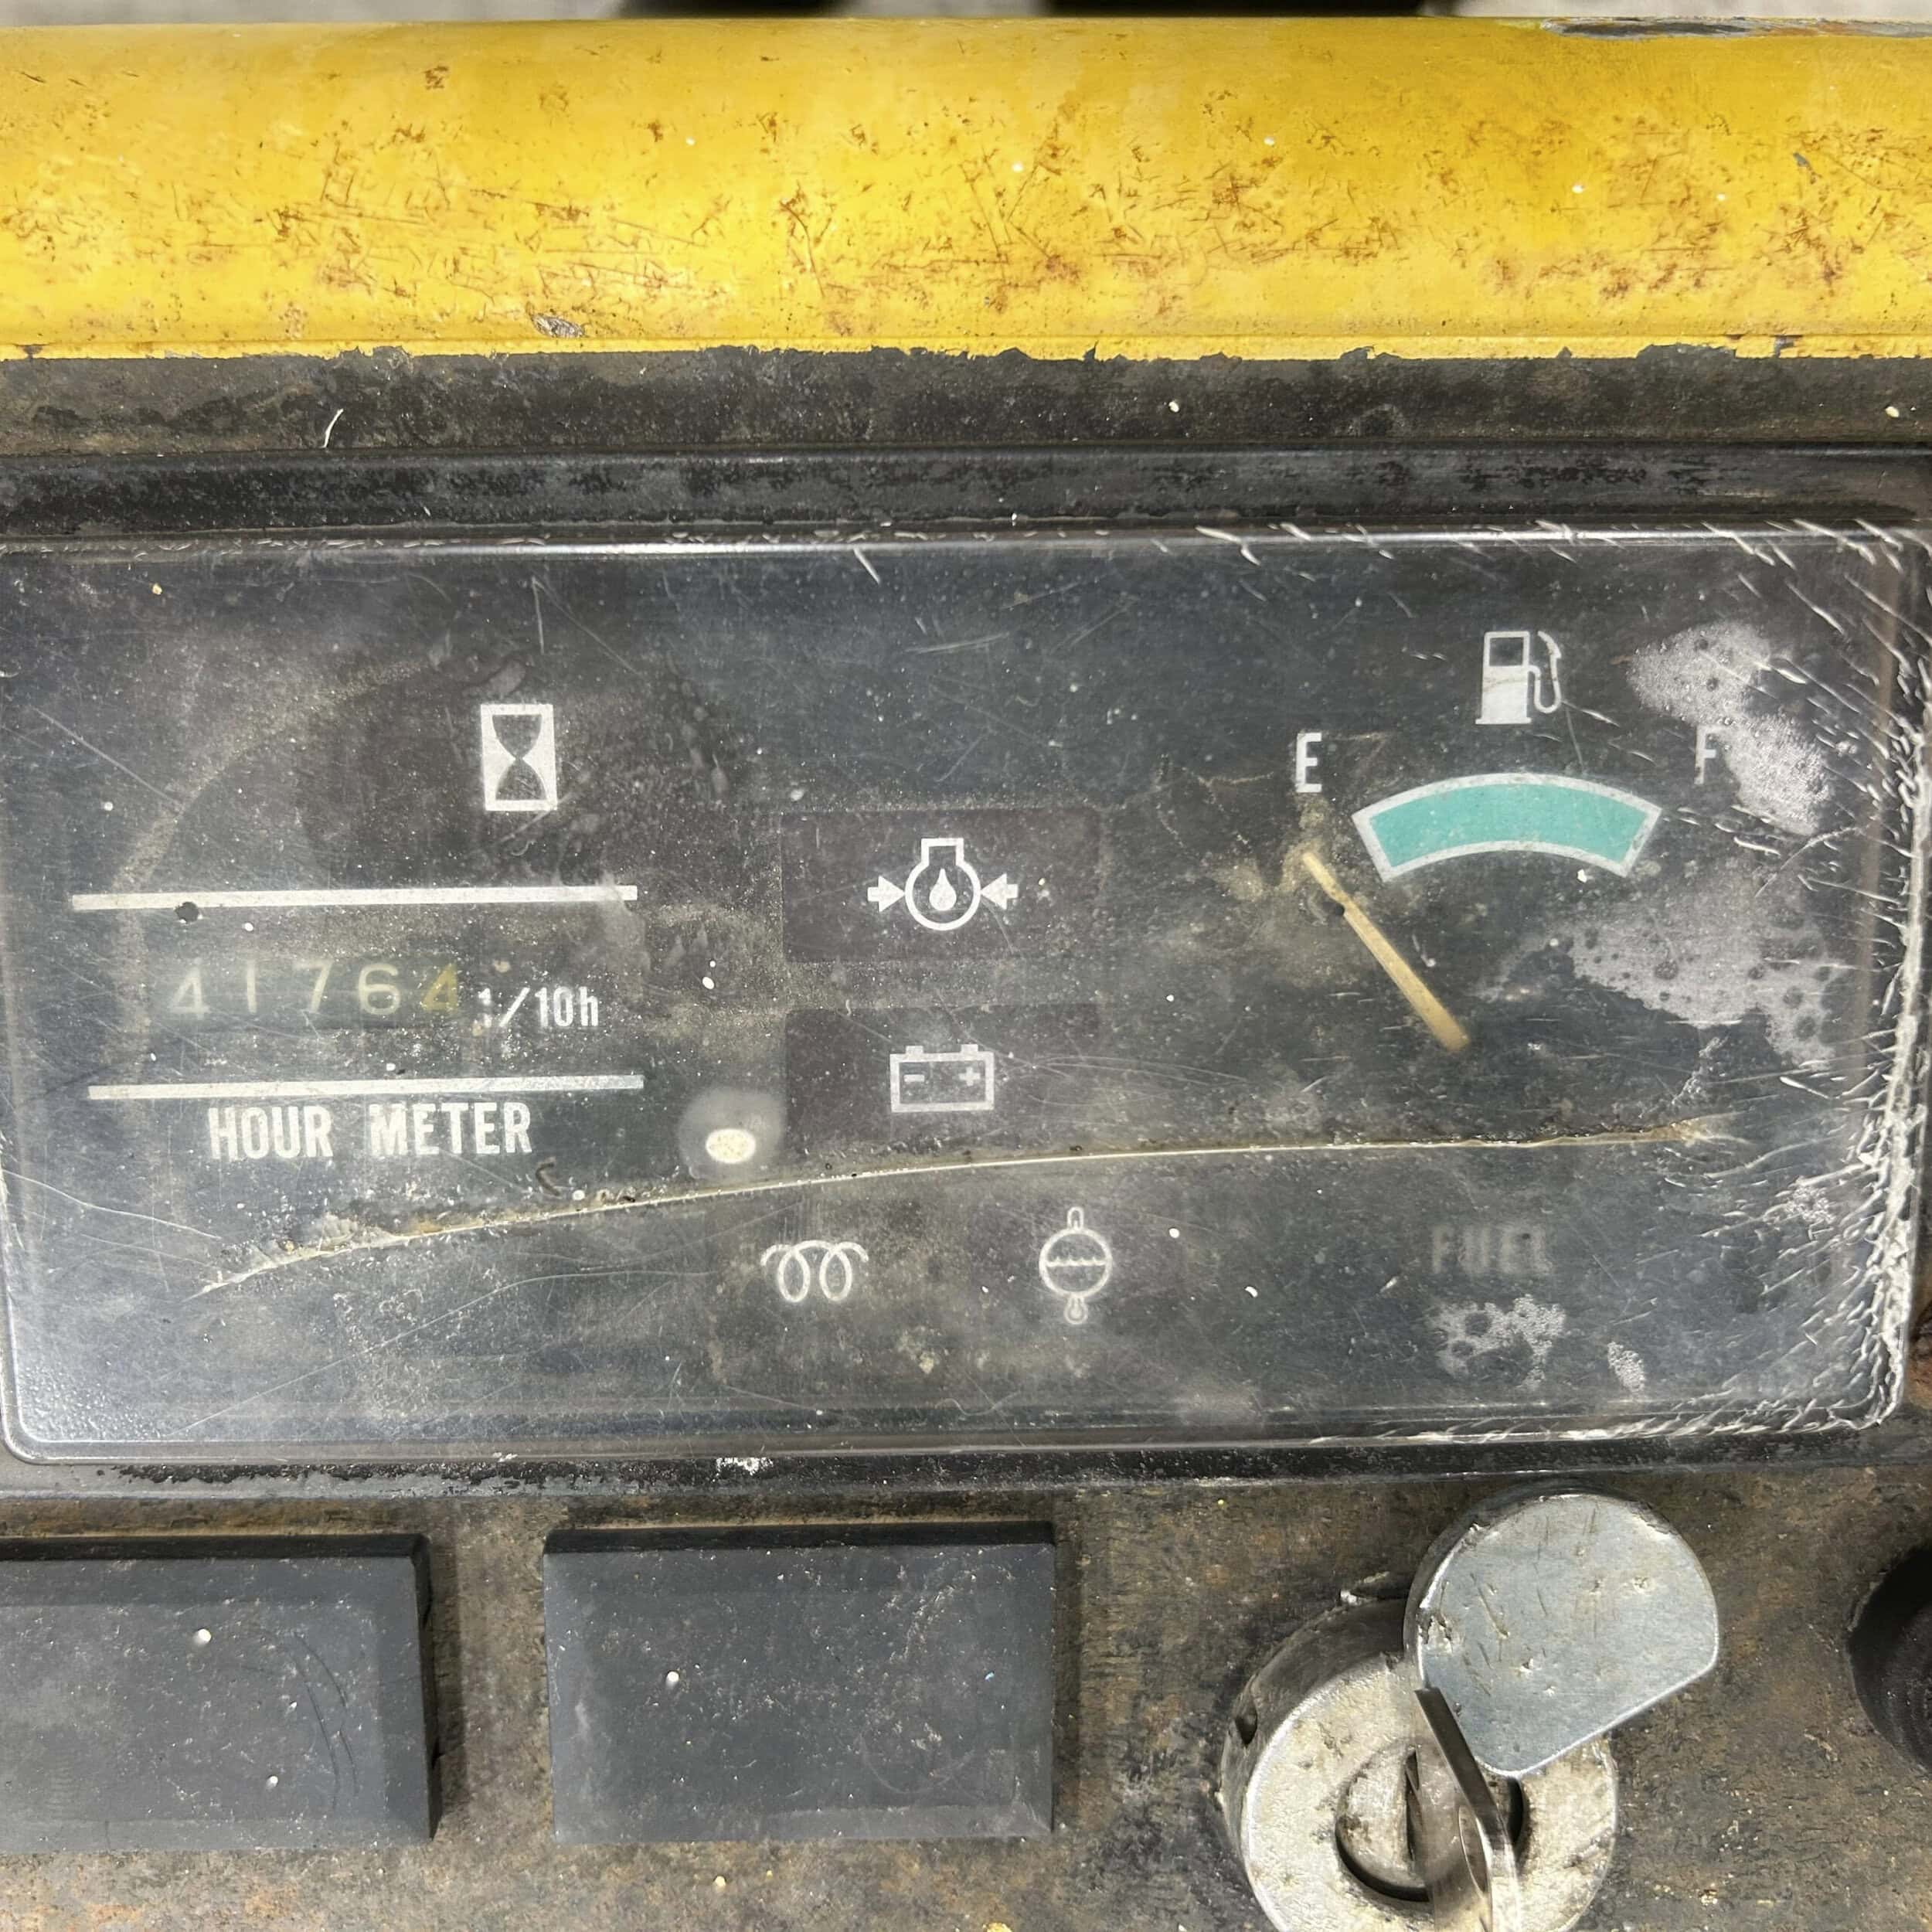 E F
41764 1/10h
- +
HOUR METER
FUEL